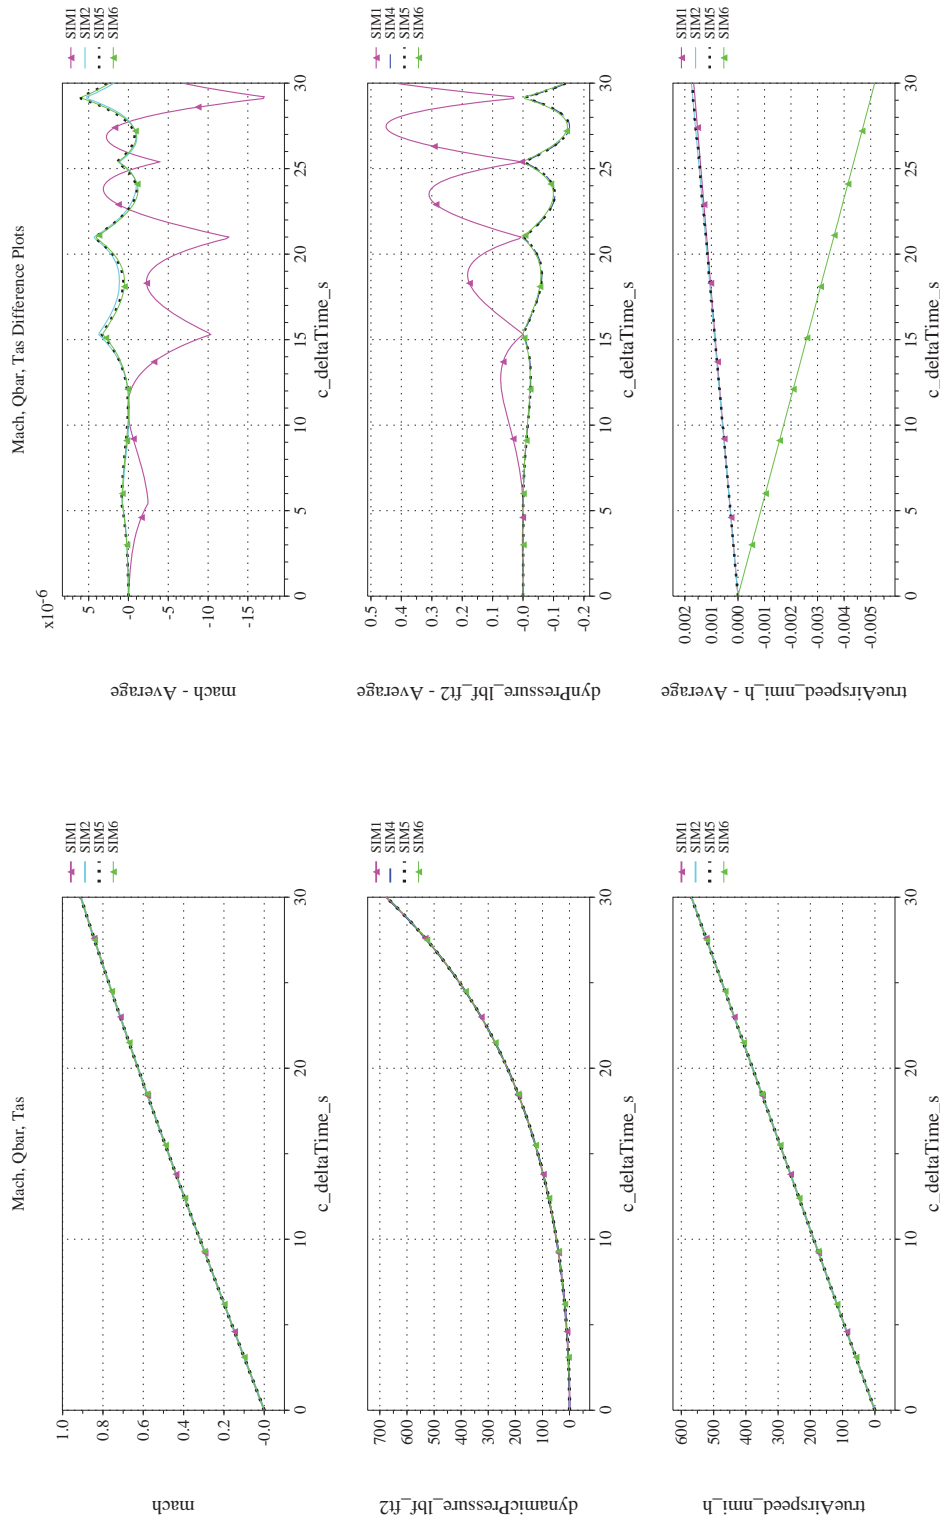 Mach, Qbar, Tas
mach
1.0
0.8
0.6
0.4
0.2
-0.0
0 10 20 30
c_deltaTime_s
SIM1
SIM2
SIM5
SIM6
dynamicPressure_lbf_ft2
700
600
500
400
300
200
100
0
0 10 20 30
c_deltaTime_s
SIM1
SIM4
SIM5
SIM6
trueAirspeed_nmi_h
600
500
400
300
200
100
0
0 10 20 30
c_deltaTime_s
SIM1
SIM2
SIM5
SIM6
Mach, Qbar, Tas Difference Plots
mach - Average
x10-6
5
-0
-5
-10
-15
0 5 10 15 20 25 30
c_deltaTime_s
SIM1
SIM2
SIM5
SIM6
dynPressure_lbf_ft2 - Average
0.5
0.4
0.3
0.2
0.1
-0.0
-0.1
-0.2
0 5 10 15 20 25 30
c_deltaTime_s
SIM1
SIM4
SIM5
SIM6
trueAirspeed_nmi_h - Average
0.002
0.001
0.000
-0.001
-0.002
-0.003
-0.004
-0.005
0 5 10 15 20 25 30
c_deltaTime_s
SIM1
SIM2
SIM5
SIM6